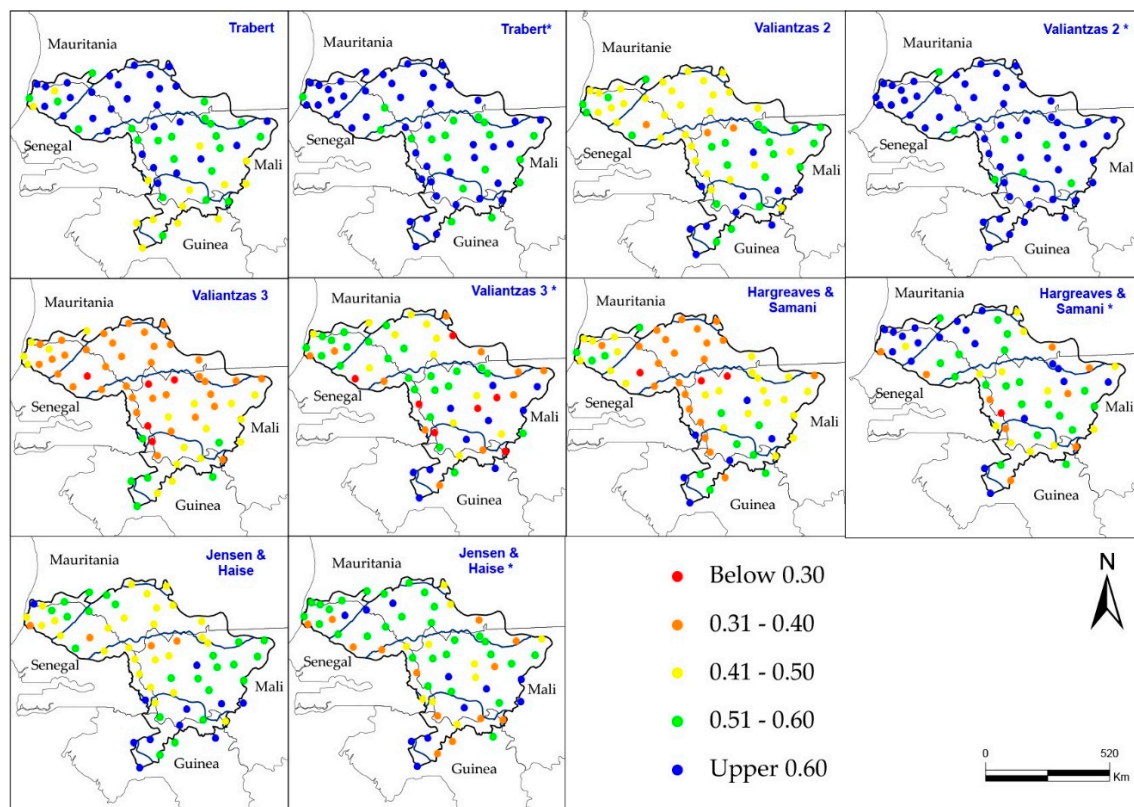 Trabert
Mauritania
Senegal
Mali
Guinea
Trabert*
Mauritania
Senegal
Mali
Guinea
Valiantzas 2
Mauritanie
Senegal
Mali
Guinea
Valiantzas 2 *
Mauritania
Senegal
Mali
Guinea
Valiantzas 3
Mauritania
Senegal
Mali
Guinea
Valiantzas 3 *
Mauritania
Senegal
Mali
Guinea
Hargreaves &
Samani
Mauritania
Senegal
Mali
Guinea
Hargreaves &
Samani *
Mauritania
Senegal
Mali
Guinea
Jensen &
Haise
Mauritania
Senegal
Mali
Guinea
Jensen &
Haise *
Mauritania
Senegal
Mali
Guinea
Below 0.30
0.31 - 0.40
0.41 - 0.50
0.51 - 0.60
Upper 0.60
N
0 520
Km